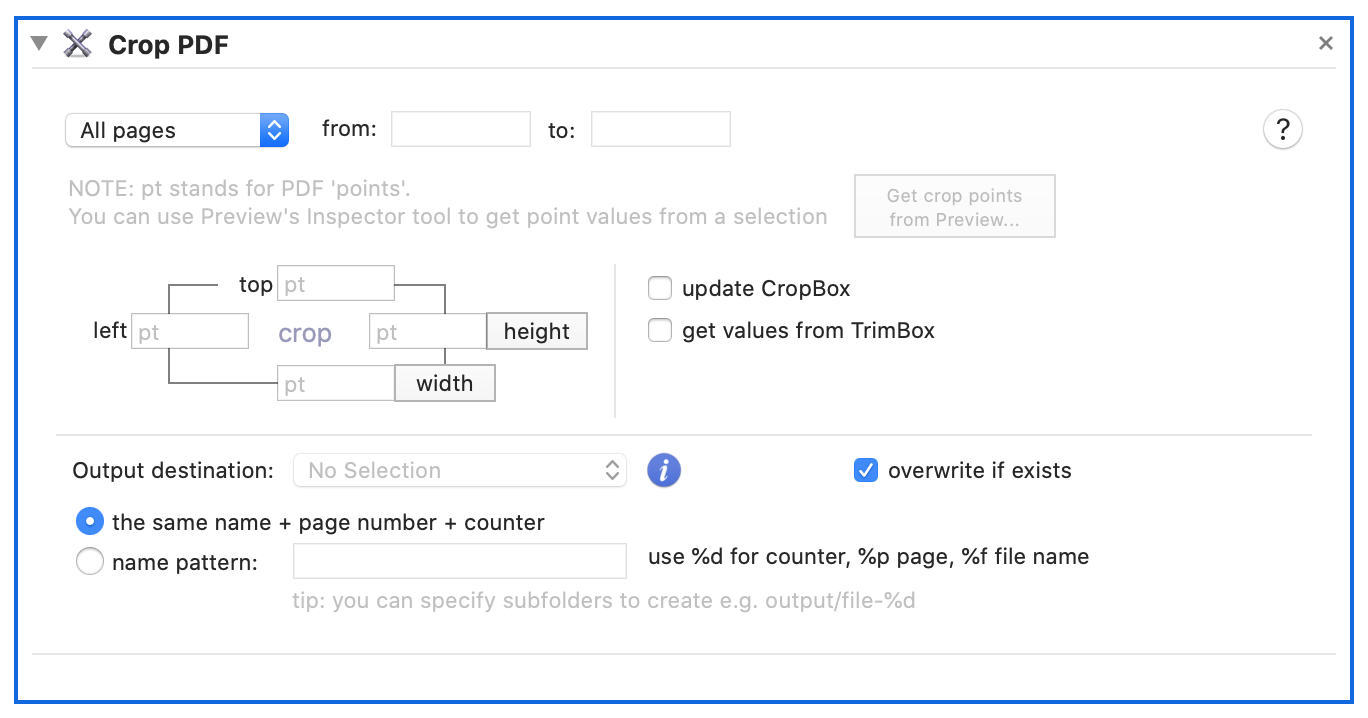 Crop PDF
All pages from: to: ?
NOTE: pt stands for PDF 'points'.
You can use Preview's Inspector tool to get point values from a selection
Get crop points
from Preview...
top pt
left pt crop pt height
pt width
update CropBox
get values from TrimBox
Output destination: No Selection i overwrite if exists
the same name + page number + counter
name pattern: use %d for counter, %p page, %f file name
tip: you can specify subfolders to create e.g. output/file-%d